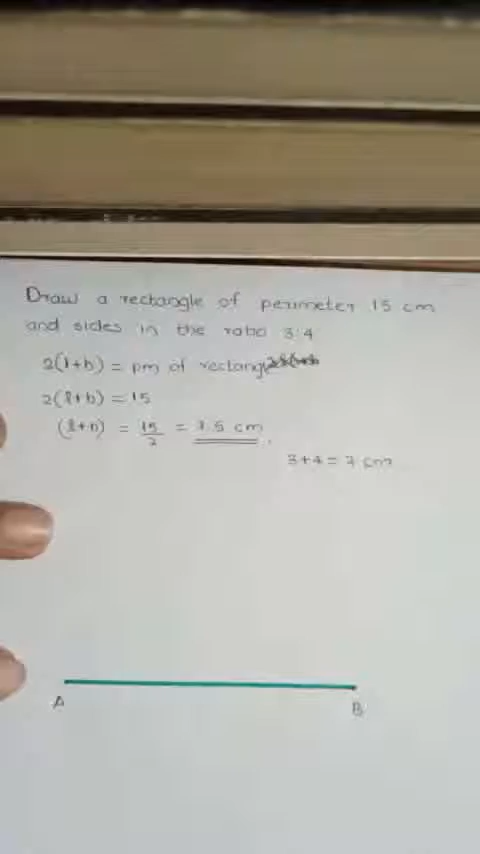 Draw a rectangle of perimeter 15 cm
and sides in the ratio 3:4
2(l+b) = pm of rectangle
2(l+b) = 15
(l+b) = 15/2 = 7.5 cm
3+4 = 7 cm
A
B